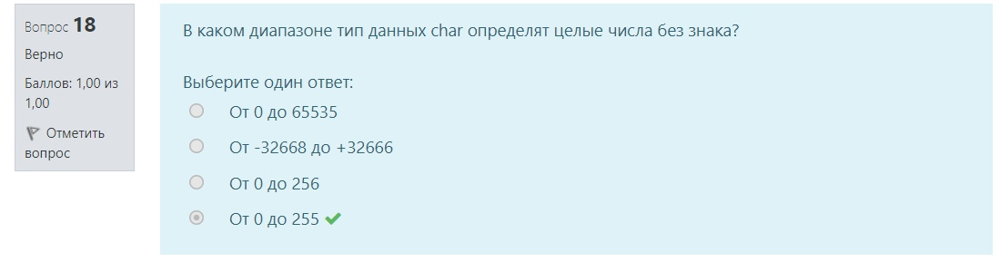 Вопрос 18
Верно
Баллов: 1,00 из
1,00
Отметить
вопрос
В каком диапазоне тип данных char определят целые числа без знака?
Выберите один ответ:
От 0 до 65535
От -32668 до +32666
От 0 до 256
От 0 до 255